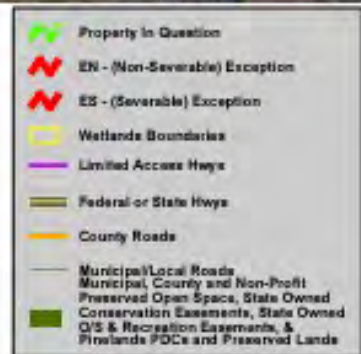 Property In Question
EN - (Non-Severable) Exception
ES - (Severable) Exception
Wetlands Boundaries
Limited Access Hwys
Federal or State Hwys
County Roads
Municipal/Local Roads
Municipal, County and Non-Profit
Preserved Open Space, State Owned
Conservation Easements, State Owned
O/S & Recreation Easements, &
Pinelands PDCs and Preserved Lands